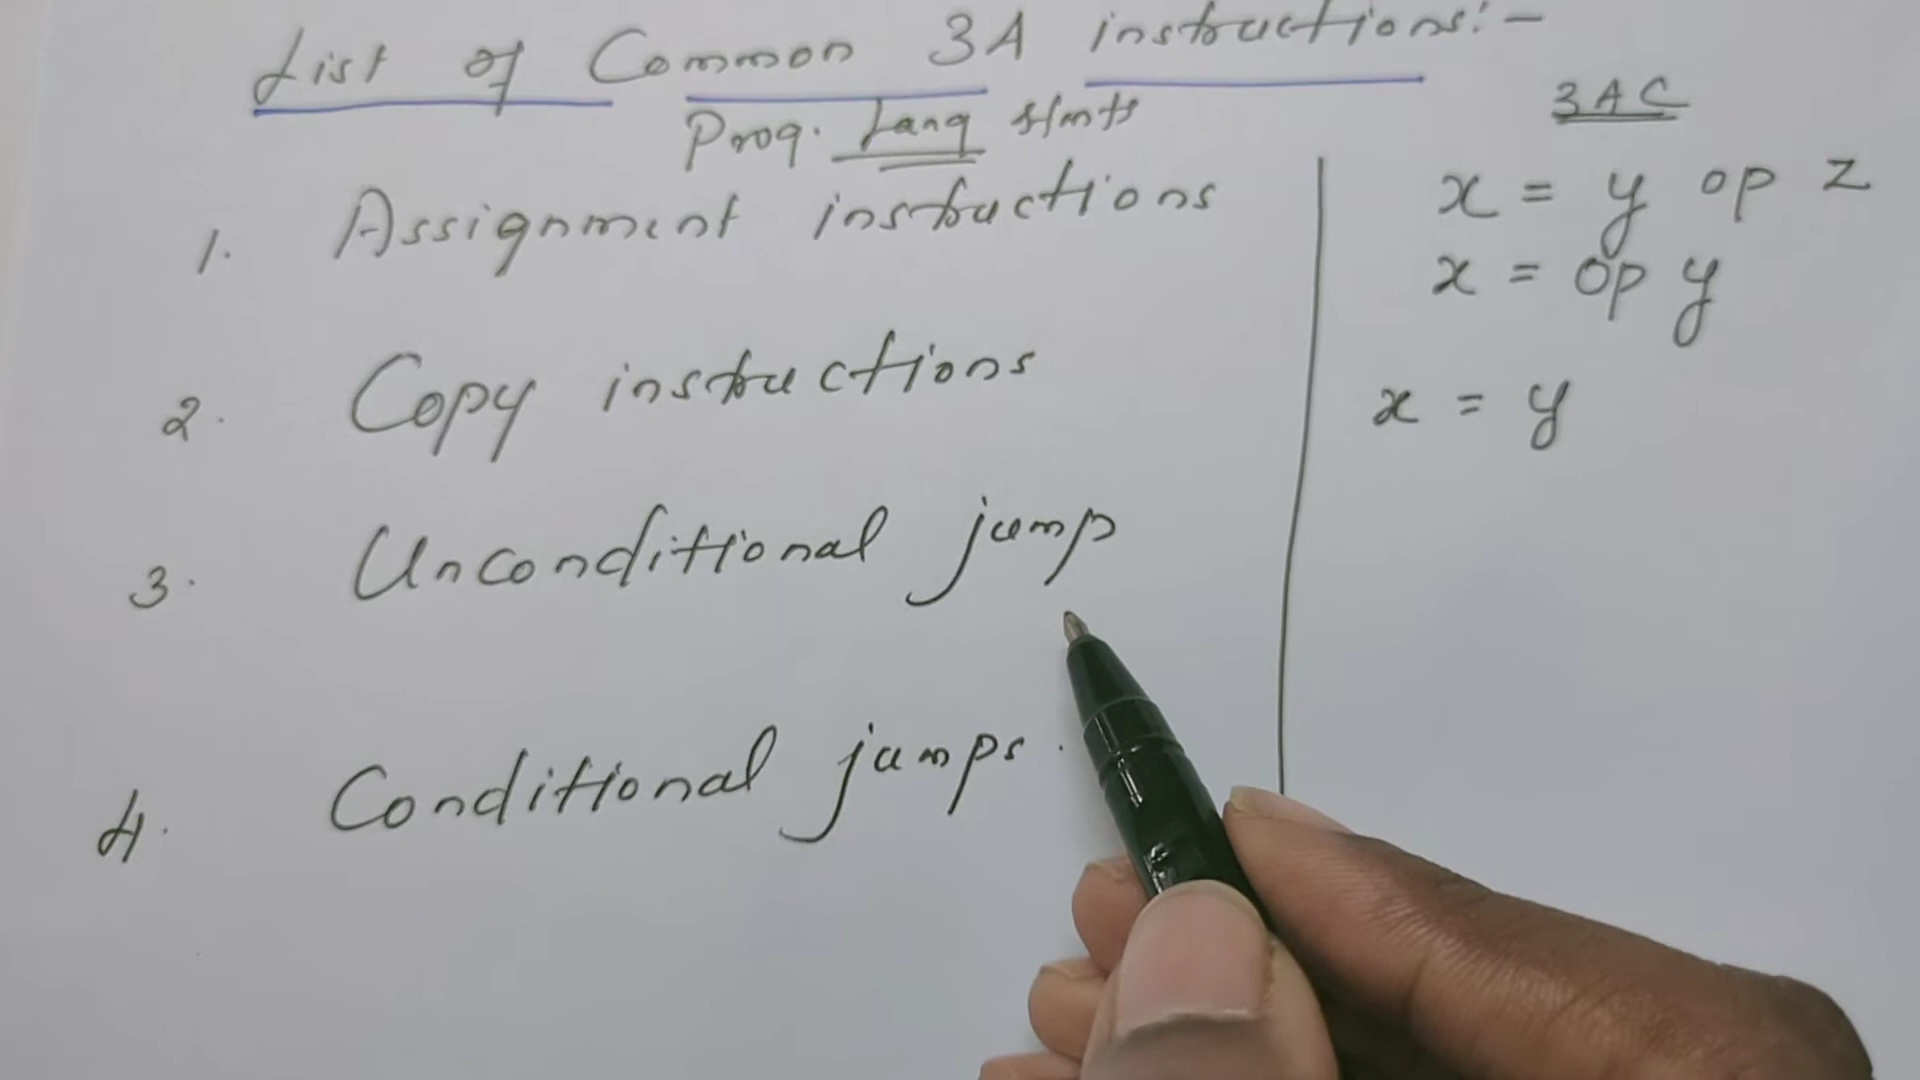 List of Common 3A instructions:-
Prog. Lang stmts
3AC
1. Assignment instructions
x = y op z
x = op y
2. Copy instructions
x = y
3. Unconditional jump
4. Conditional jumps.